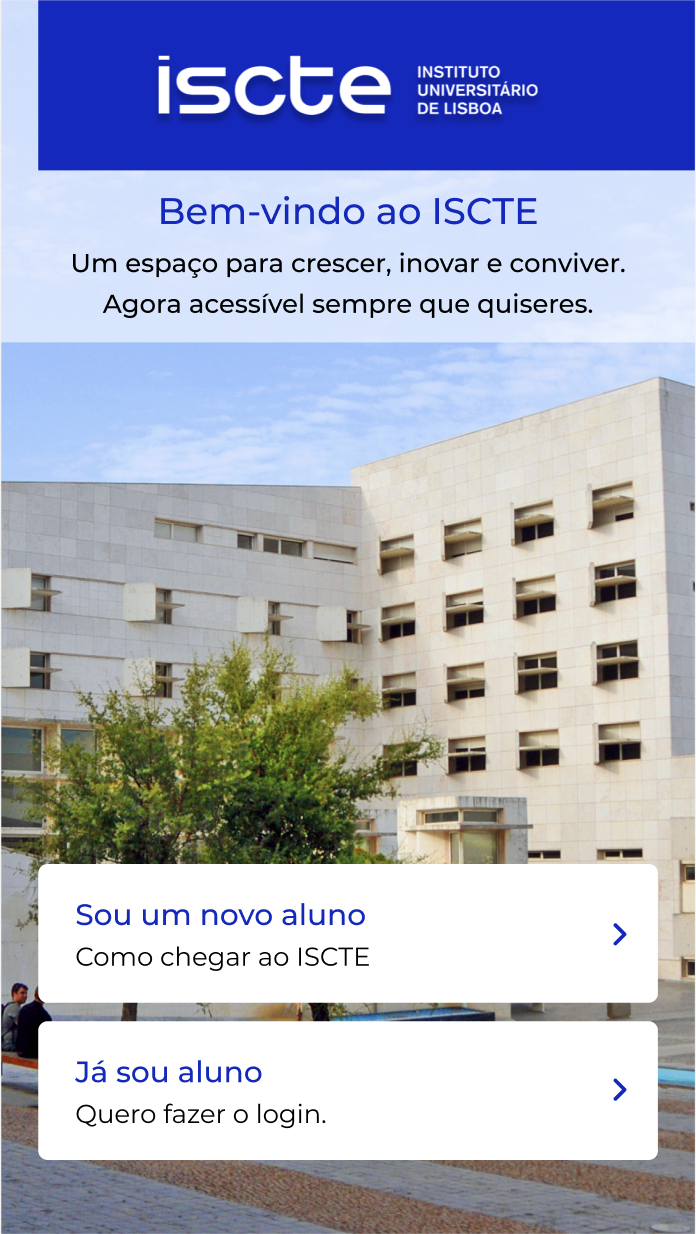 iscte
INSTITUTO
UNIVERSITÁRIO
DE LISBOA
Bem-vindo ao ISCTE
Um espaço para crescer, inovar e conviver.
Agora acessível sempre que quiseres.
Sou um novo aluno
Como chegar ao ISCTE
Já sou aluno
Quero fazer o login.